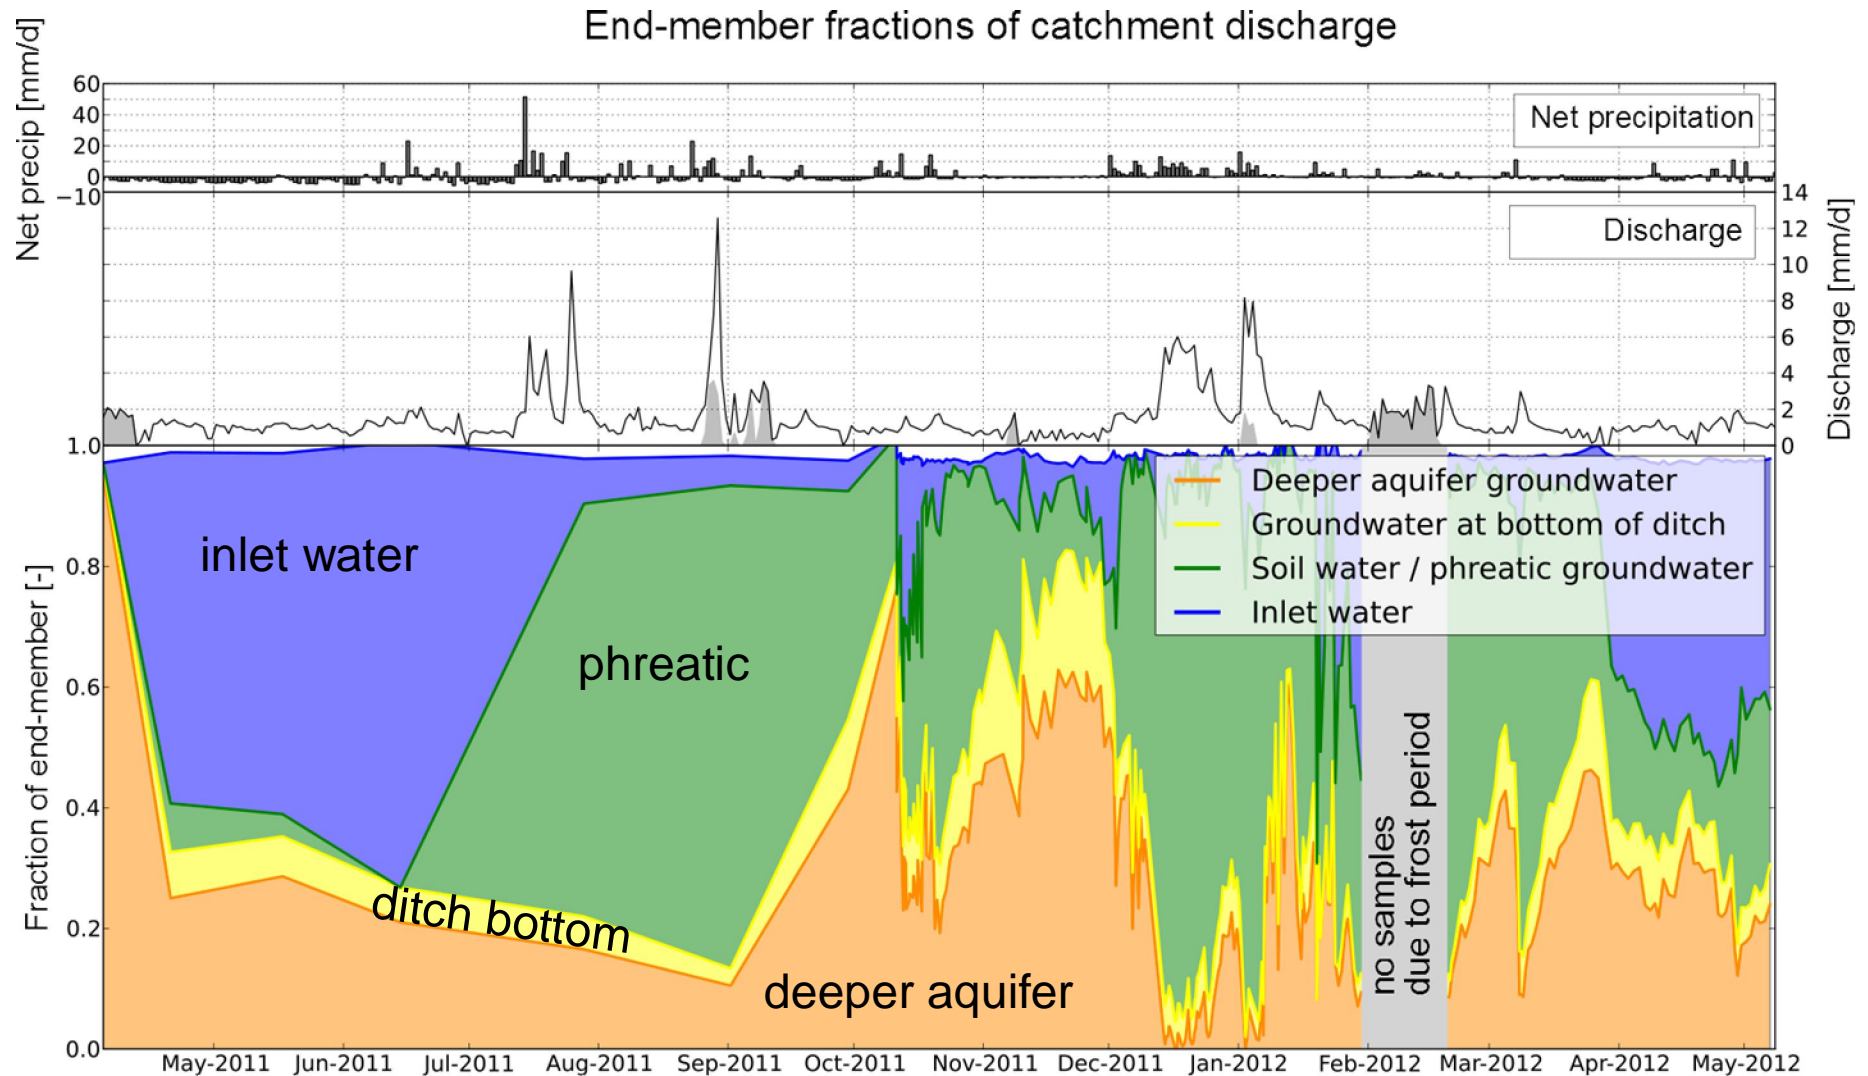 End-member fractions of catchment discharge
Net precip [mm/d]
60
40
20
0
−10
Net precipitation
14
12
10
8
6
4
2
0
Discharge [mm/d]
Discharge
Fraction of end-member [-]
1.0
0.8
0.6
0.4
0.2
0.0
inlet water
phreatic
ditch bottom
deeper aquifer
Deeper aquifer groundwater
Groundwater at bottom of ditch
Soil water / phreatic groundwater
Inlet water
no samples
due to frost period
May-2011 Jun-2011 Jul-2011 Aug-2011 Sep-2011 Oct-2011 Nov-2011 Dec-2011 Jan-2012 Feb-2012 Mar-2012 Apr-2012 May-2012